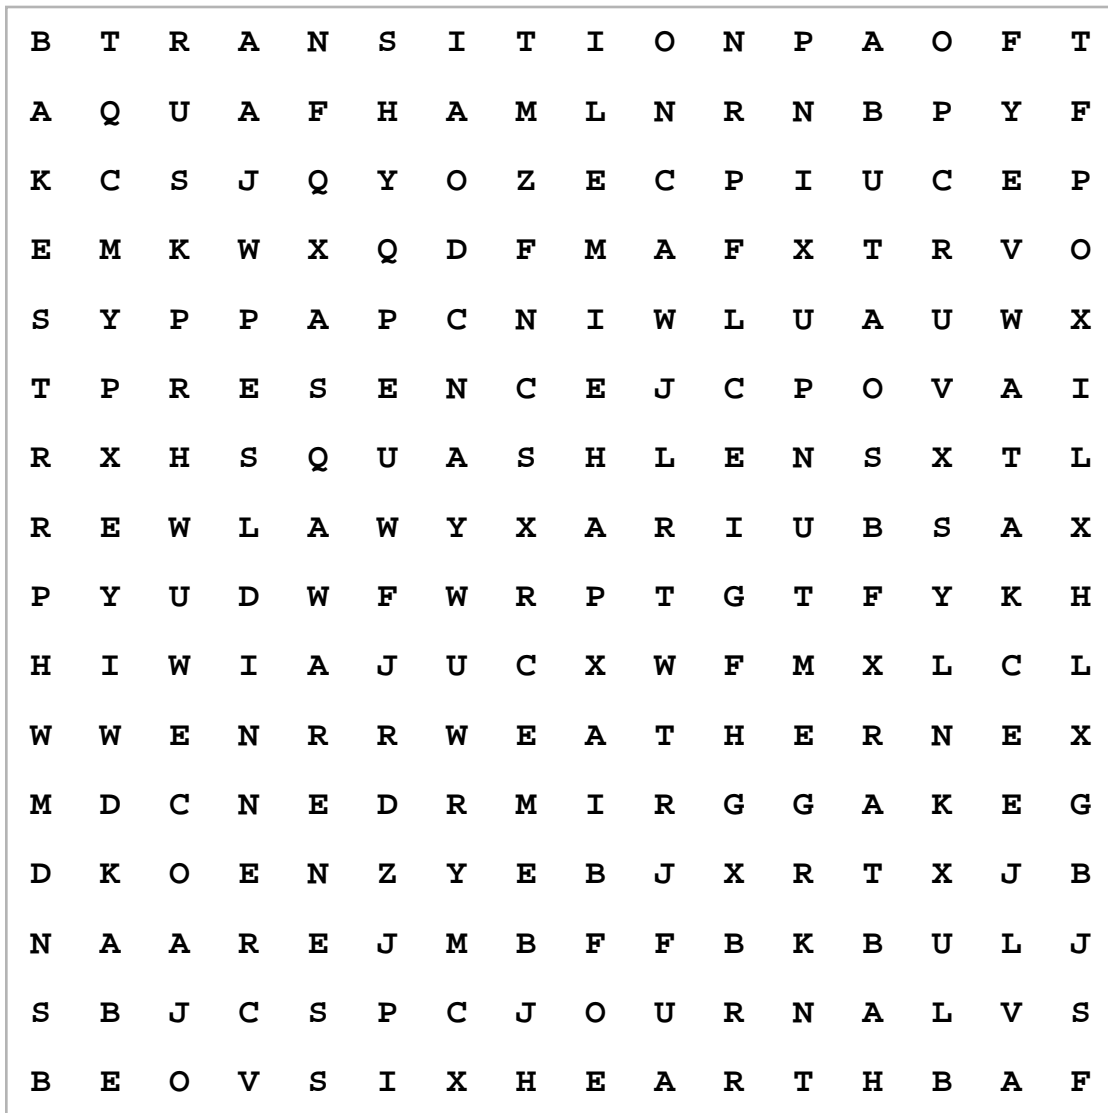 B T R A N S I T I O N P A O F T
A Q U A F H A M L N R N B P Y F
K C S J Q Y O Z E C P I U C E P
E M K W X Q D F M A F X T R V O
S Y P P A P C N I W L U A U W X
T P R E S E N C E J C P O V A I
R X H S Q U A S H L E N S X T L
R E W L A W Y X A R I U B S A X
P Y U D W F W R P T G T F Y K H
H I W I A J U C X W F M X L C L
W W E N R R W E A T H E R N E X
M D C N E D R M I R G G A K E G
D K O E N Z Y E B J X R T X J B
N A A R E J M B F F B K B U L J
S B J C S P C J O U R N A L V S
B E O V S I X H E A R T H B A F